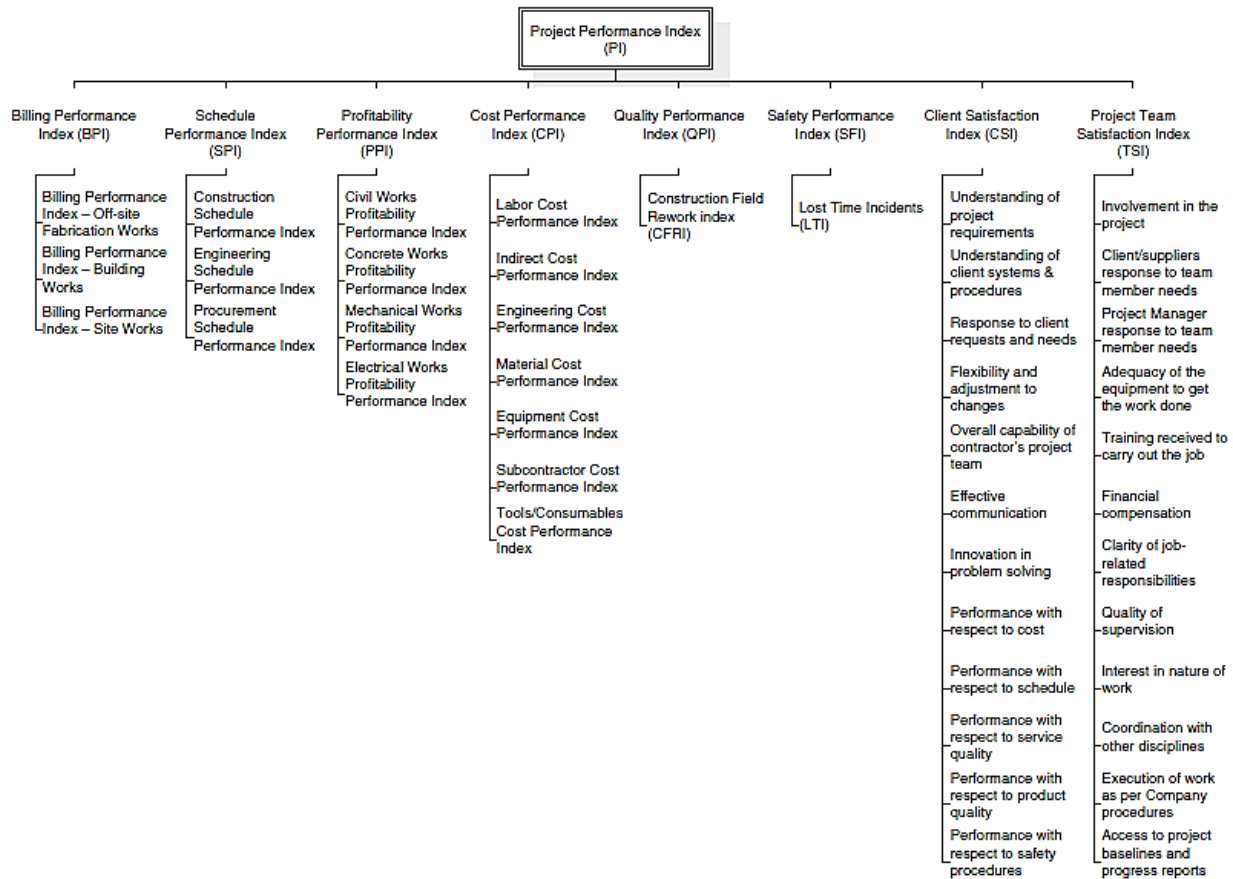 Project Performance Index
(PI)
Billing Performance
Index (BPI)
Schedule
Performance Index
(SPI)
Profitability
Performance Index
(PPI)
Cost Performance
Index (CPI)
Quality Performance
Index (QPI)
Safety Performance
Index (SFI)
Client Satisfaction
Index (CSI)
Project Team
Satisfaction Index
(TSI)
Billing Performance
Index – Off-site
Fabrication Works
Billing Performance
Index – Building
Works
Billing Performance
Index – Site Works
Construction
Schedule
Performance Index
Engineering
Schedule
Performance Index
Procurement
Schedule
Performance Index
Civil Works
Profitability
Performance Index
Concrete Works
Profitability
Performance Index
Mechanical Works
Profitability
Performance Index
Electrical Works
Profitability
Performance Index
Labor Cost
Performance Index
Indirect Cost
Performance Index
Engineering Cost
Performance Index
Material Cost
Performance Index
Equipment Cost
Performance Index
Subcontractor Cost
Performance Index
Tools/Consumables
Cost Performance
Index
Construction Field
Rework index
(CFRI)
Lost Time Incidents
(LTI)
Understanding of
project
requirements
Understanding of
client systems &
procedures
Response to client
requests and needs
Flexibility and
adjustment to
changes
Overall capability of
contractor's project
team
Effective
communication
Innovation in
problem solving
Performance with
respect to cost
Performance with
respect to schedule
Performance with
respect to service
quality
Performance with
respect to product
quality
Performance with
respect to safety
procedures
Involvement in the
project
Client/suppliers
response to team
member needs
Project Manager
response to team
member needs
Adequacy of the
equipment to get
the work done
Training received to
carry out the job
Financial
compensation
Clarity of job-
related
responsibilities
Quality of
supervision
Interest in nature of
work
Coordination with
other disciplines
Execution of work
as per Company
procedures
Access to project
baselines and
progress reports